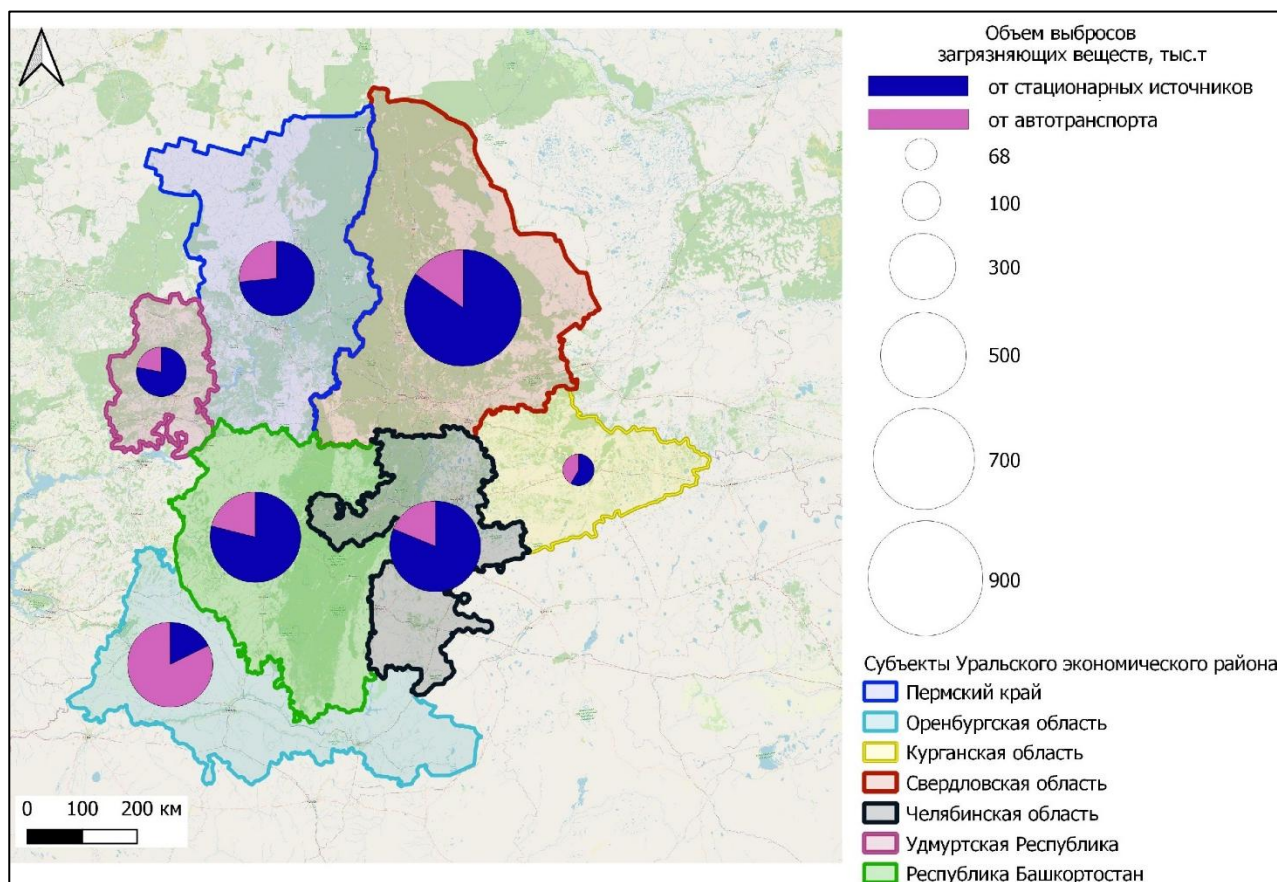 Объем выбросов
загрязняющих веществ, тыс.т
от стационарных источников
от автотранспорта
68
100
300
500
700
900
Субъекты Уральского экономического района
Пермский край
Оренбургская область
Курганская область
Свердловская область
Челябинская область
Удмуртская Республика
Республика Башкортостан
0 100 200 км